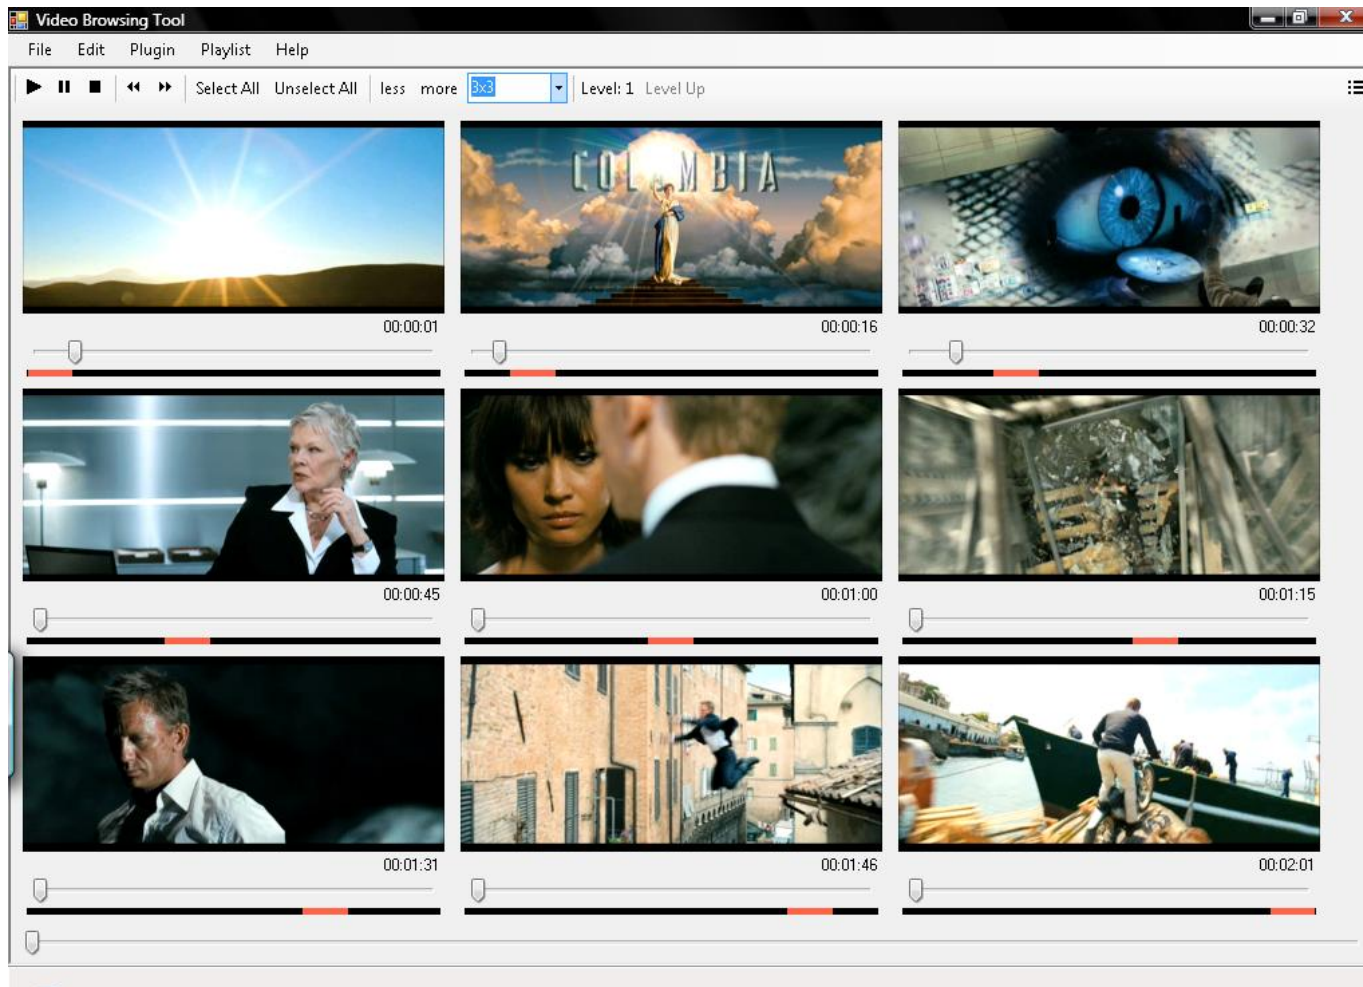 Video Browsing Tool
File Edit Plugin Playlist Help
Select All Unselect All less more 3x3 Level: 1 Level Up
COLUMBIA
00:00:01 00:00:16 00:00:32
00:00:45 00:01:00 00:01:15
00:01:31 00:01:46 00:02:01